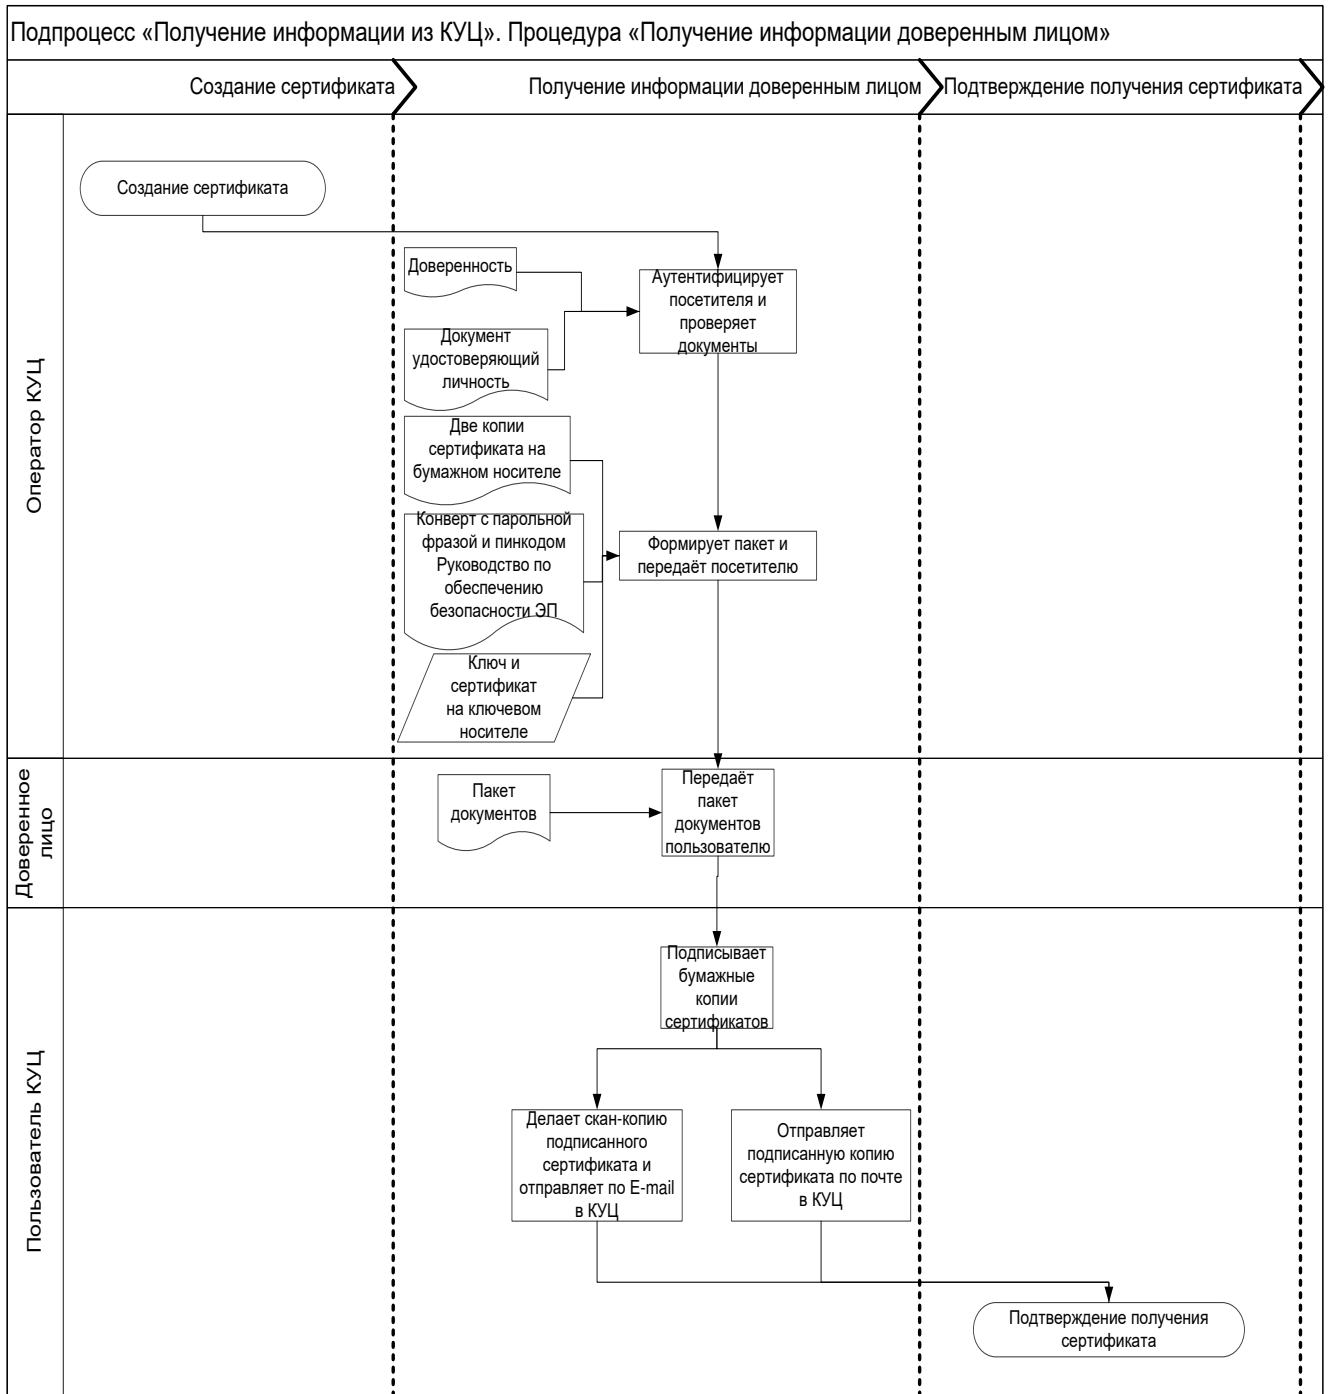 Подпроцесс «Получение информации из КУЦ». Процедура «Получение информации доверенным лицом»
Создание сертификата
Получение информации доверенным лицом
Подтверждение получения сертификата
Оператор КУЦ
Создание сертификата
Доверенность
Аутентифицирует
посетителя и
проверяет
документы
Документ
удостоверяющий
личность
Две копии
сертификата на
бумажном носителе
Конверт с парольной
фразой и пинкодом
Руководство по
обеспечению
безопасности ЭП
Формирует пакет и
передаёт посетителю
Ключ и
сертификат
на ключевом
носителе
Доверенное
лицо
Пакет
документов
Передаёт
пакет
документов
пользователю
Пользователь КУЦ
Подписывает
бумажные
копии
сертификатов
Делает скан-копию
подписанного
сертификата и
отправляет по E-mail
в КУЦ
Отправляет
подписанную копию
сертификата по почте
в КУЦ
Подтверждение получения
сертификата